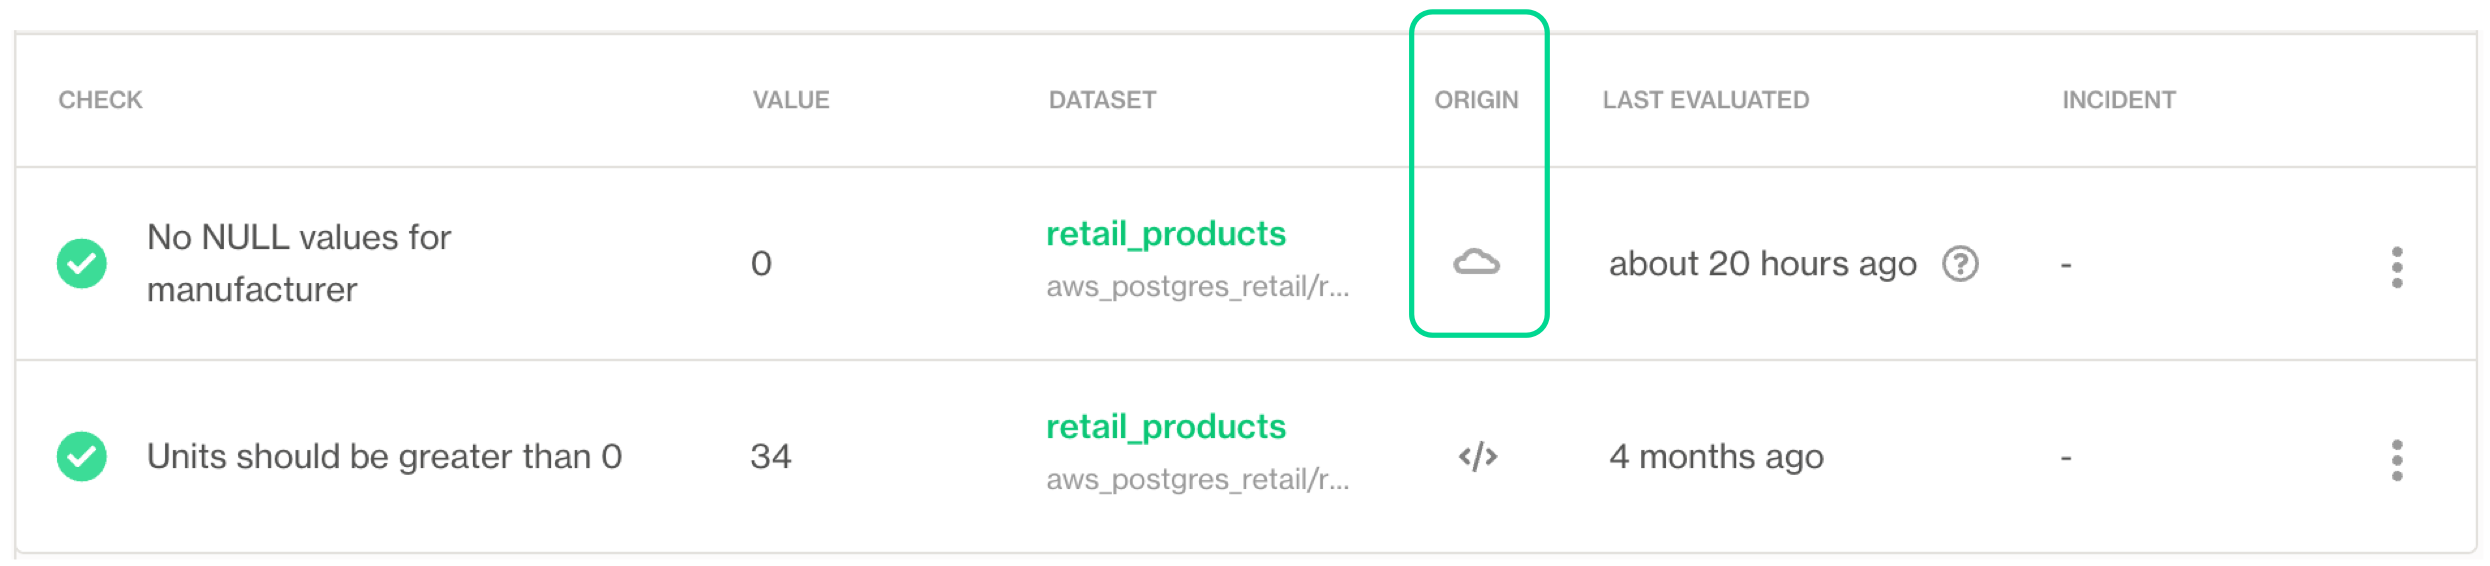 CHECK VALUE DATASET ORIGIN LAST EVALUATED INCIDENT
No NULL values for
manufacturer
0
retail_products
aws_postgres_retail/r...
about 20 hours ago ?
-
Units should be greater than 0
34
retail_products
aws_postgres_retail/r...
</>
4 months ago
-